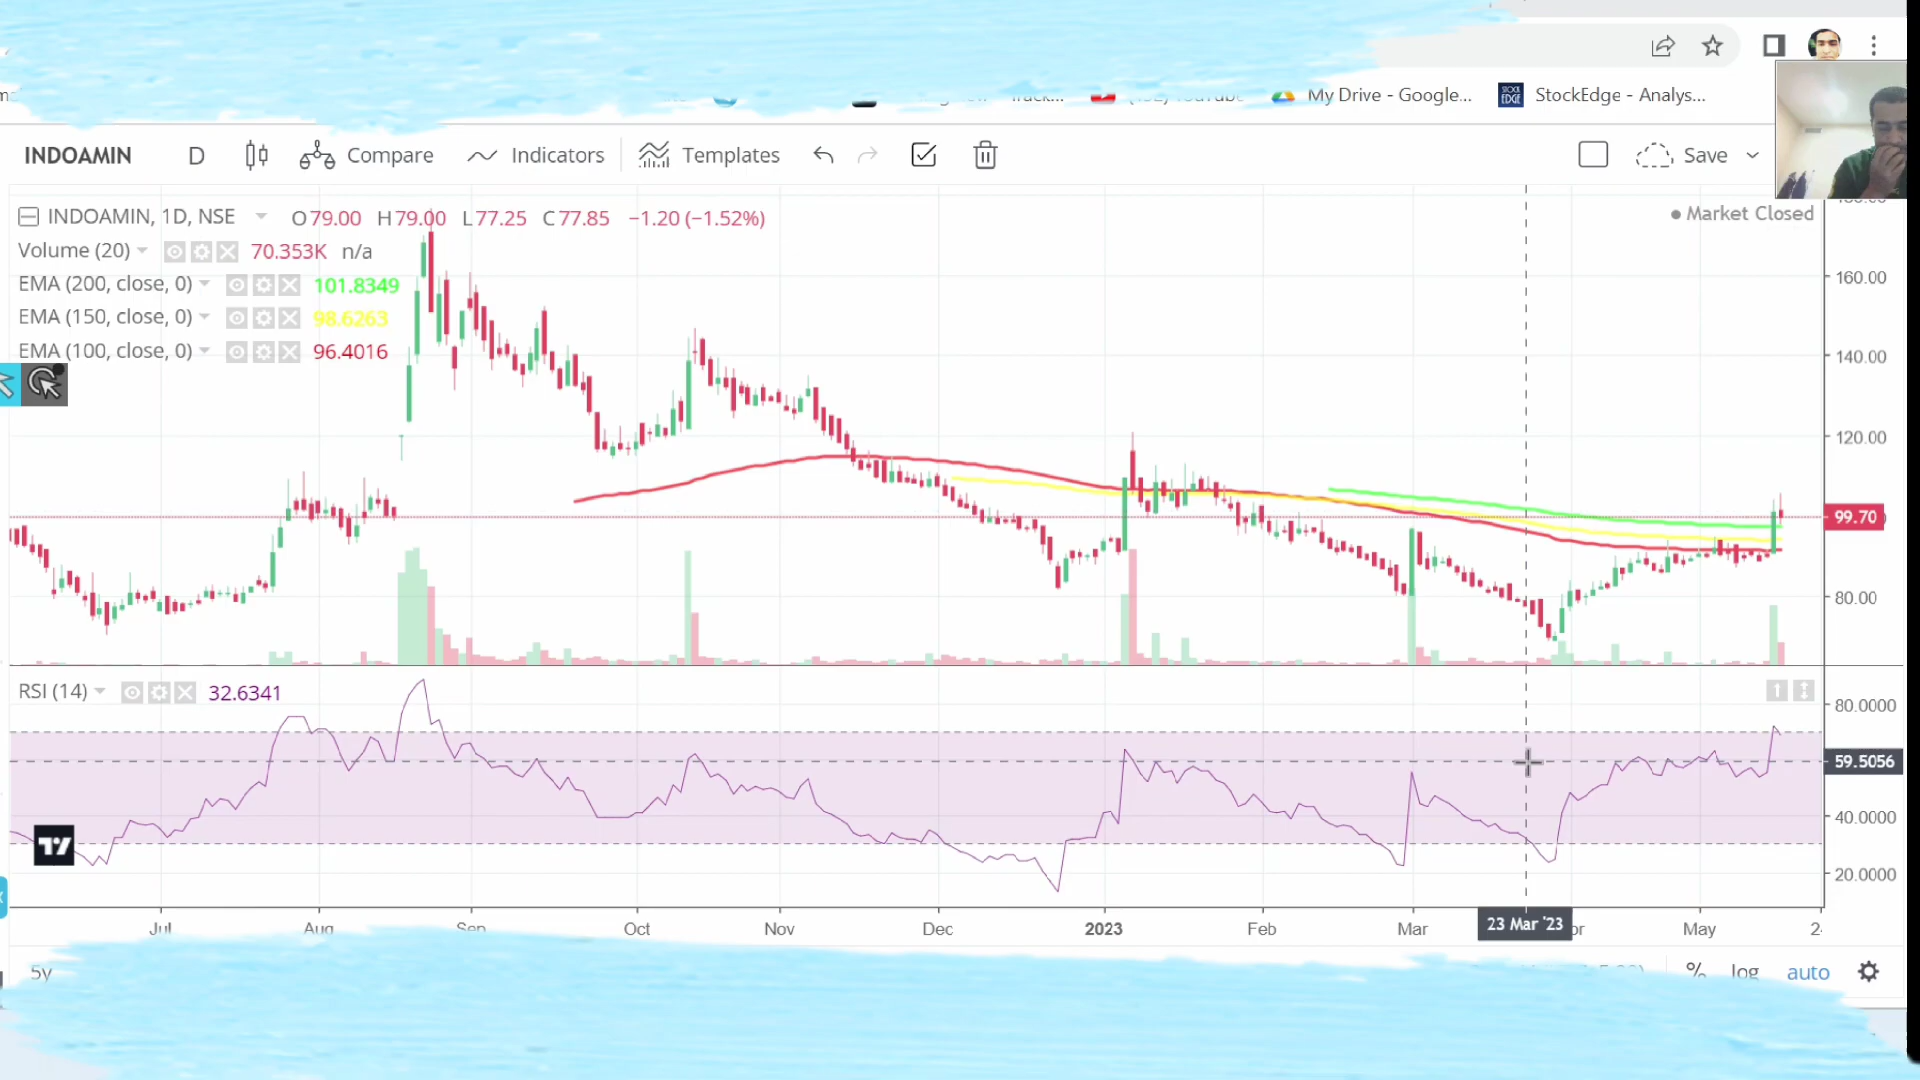 My Drive - Google...
STOCK EDGE
StockEdge - Analys...
INDOAMIN
D
Compare
Indicators
Templates
Save
INDOAMIN, 1D, NSE
O79.00 H79.00 L77.25 C77.85 −1.20 (−1.52%)
Market Closed
Volume (20)
70.353K n/a
EMA (200, close, 0)
101.8349
EMA (150, close, 0)
98.6263
EMA (100, close, 0)
96.4016
160.00
140.00
120.00
99.70
80.00
RSI (14)
32.6341
80.0000
59.5056
40.0000
20.0000
Jul
Aug
Sep
Oct
Nov
Dec
2023
Feb
Mar
23 Mar '23
May
5y
%
log
auto